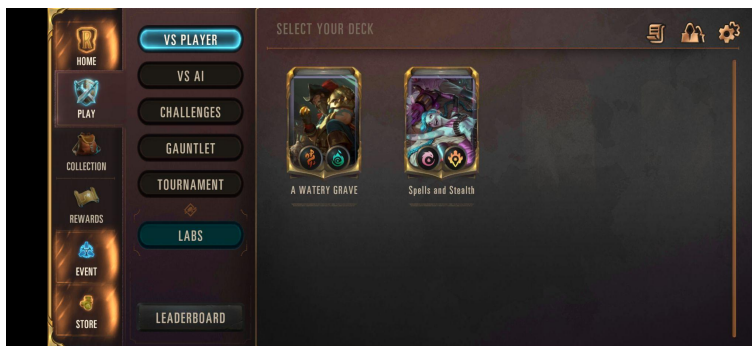 HOME
PLAY
COLLECTION
REWARDS
EVENT
STORE
VS PLAYER
VS AI
CHALLENGES
GAUNTLET
TOURNAMENT
LABS
LEADERBOARD
SELECT YOUR DECK
A WATERY GRAVE
Spells and Stealth